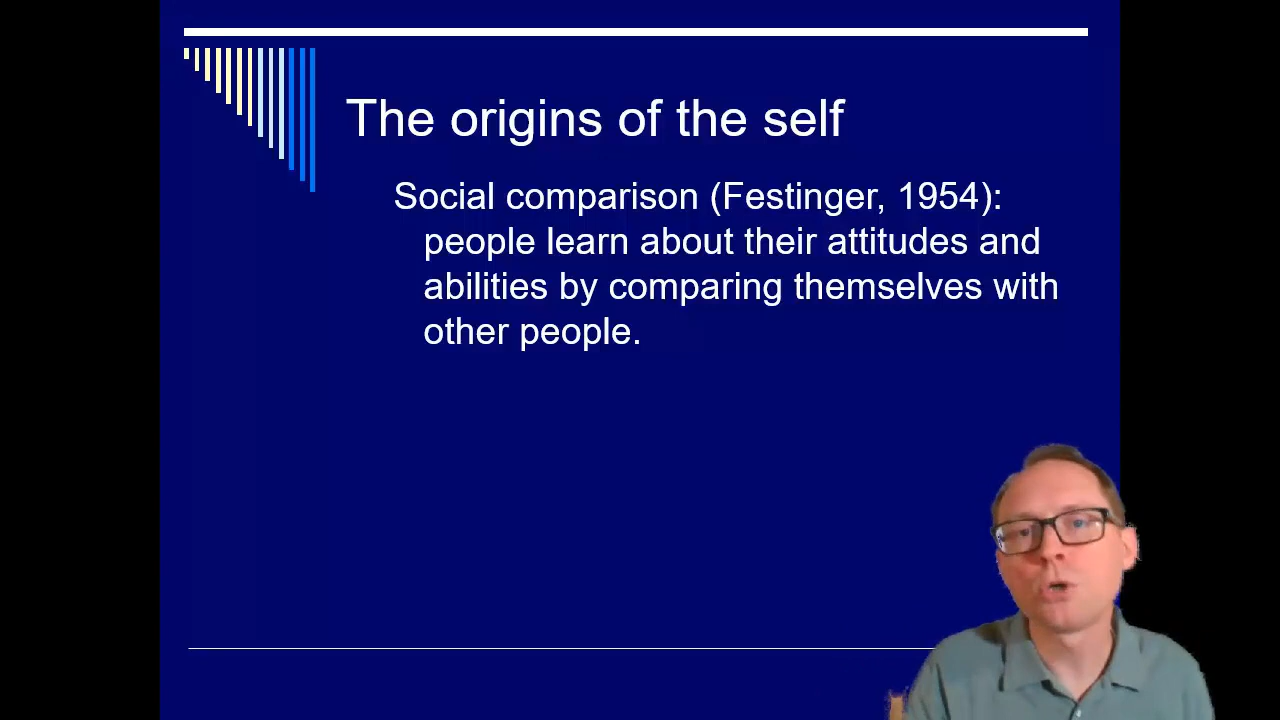 The origins of the self
Social comparison (Festinger, 1954):
people learn about their attitudes and
abilities by comparing themselves with
other people.